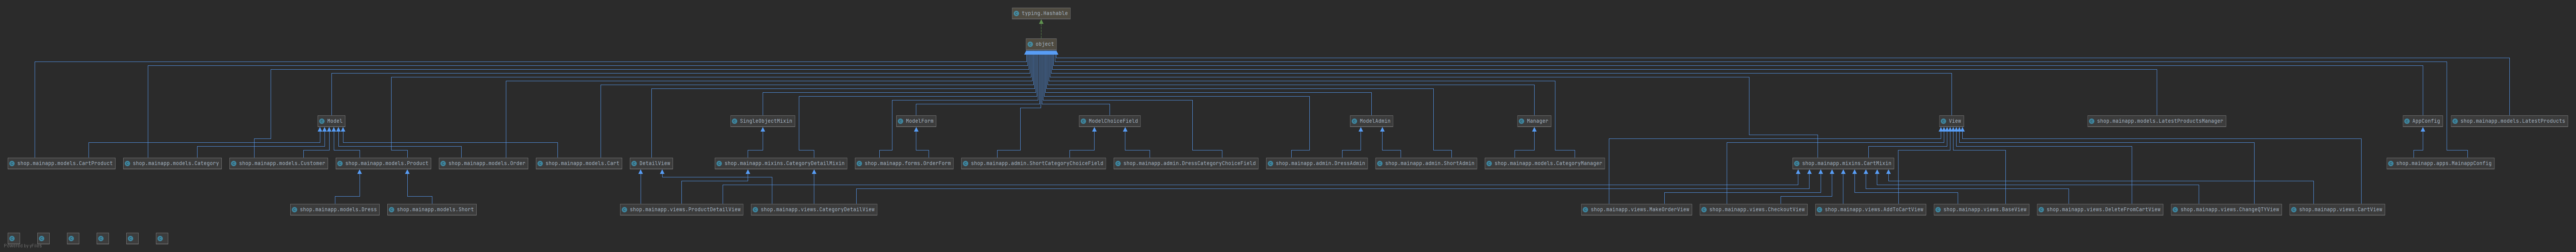 typing.Hashable
object
Model
SingleObjectMixin
ModelForm
ModelChoiceField
ModelAdmin
Manager
View
shop.mainapp.models.LatestProductsManager
AppConfig
shop.mainapp.models.LatestProducts
shop.mainapp.models.CartProduct
shop.mainapp.models.Category
shop.mainapp.models.Customer
shop.mainapp.models.Product
shop.mainapp.models.Order
shop.mainapp.models.Cart
DetailView
shop.mainapp.mixins.CategoryDetailMixin
shop.mainapp.forms.OrderForm
shop.mainapp.admin.ShortCategoryChoiceField
shop.mainapp.admin.DressCategoryChoiceField
shop.mainapp.admin.DressAdmin
shop.mainapp.admin.ShortAdmin
shop.mainapp.models.CategoryManager
shop.mainapp.mixins.CartMixin
shop.mainapp.apps.MainappConfig
shop.mainapp.models.Dress
shop.mainapp.models.Short
shop.mainapp.views.ProductDetailView
shop.mainapp.views.CategoryDetailView
shop.mainapp.views.MakeOrderView
shop.mainapp.views.CheckoutView
shop.mainapp.views.AddToCartView
shop.mainapp.views.BaseView
shop.mainapp.views.DeleteFromCartView
shop.mainapp.views.ChangeQTYView
shop.mainapp.views.CartView
Powered by yFiles